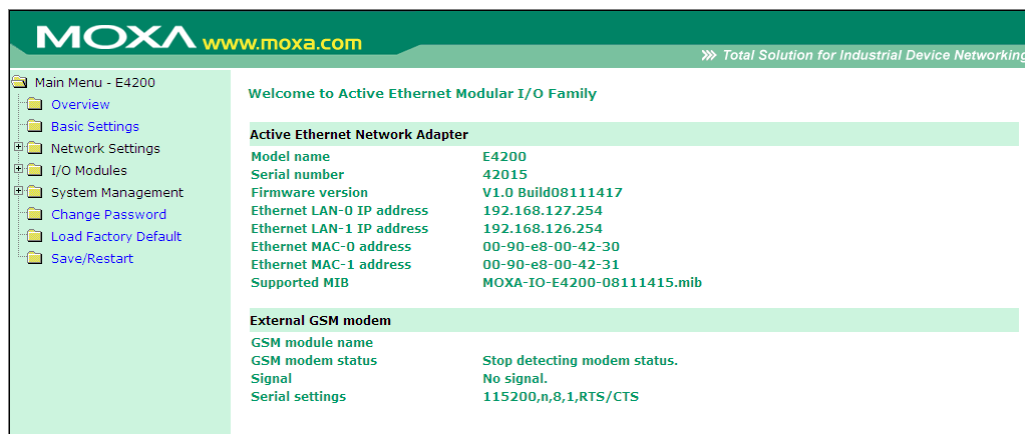 MOXA www.moxa.com
Total Solution for Industrial Device Networking
Main Menu - E4200
Overview
Basic Settings
Network Settings
I/O Modules
System Management
Change Password
Load Factory Default
Save/Restart
Welcome to Active Ethernet Modular I/O Family
Active Ethernet Network Adapter
Model name E4200
Serial number 42015
Firmware version V1.0 Build08111417
Ethernet LAN-0 IP address 192.168.127.254
Ethernet LAN-1 IP address 192.168.126.254
Ethernet MAC-0 address 00-90-e8-00-42-30
Ethernet MAC-1 address 00-90-e8-00-42-31
Supported MIB MOXA-IO-E4200-08111415.mib
External GSM modem
GSM module name
GSM modem status Stop detecting modem status.
Signal No signal.
Serial settings 115200,n,8,1,RTS/CTS